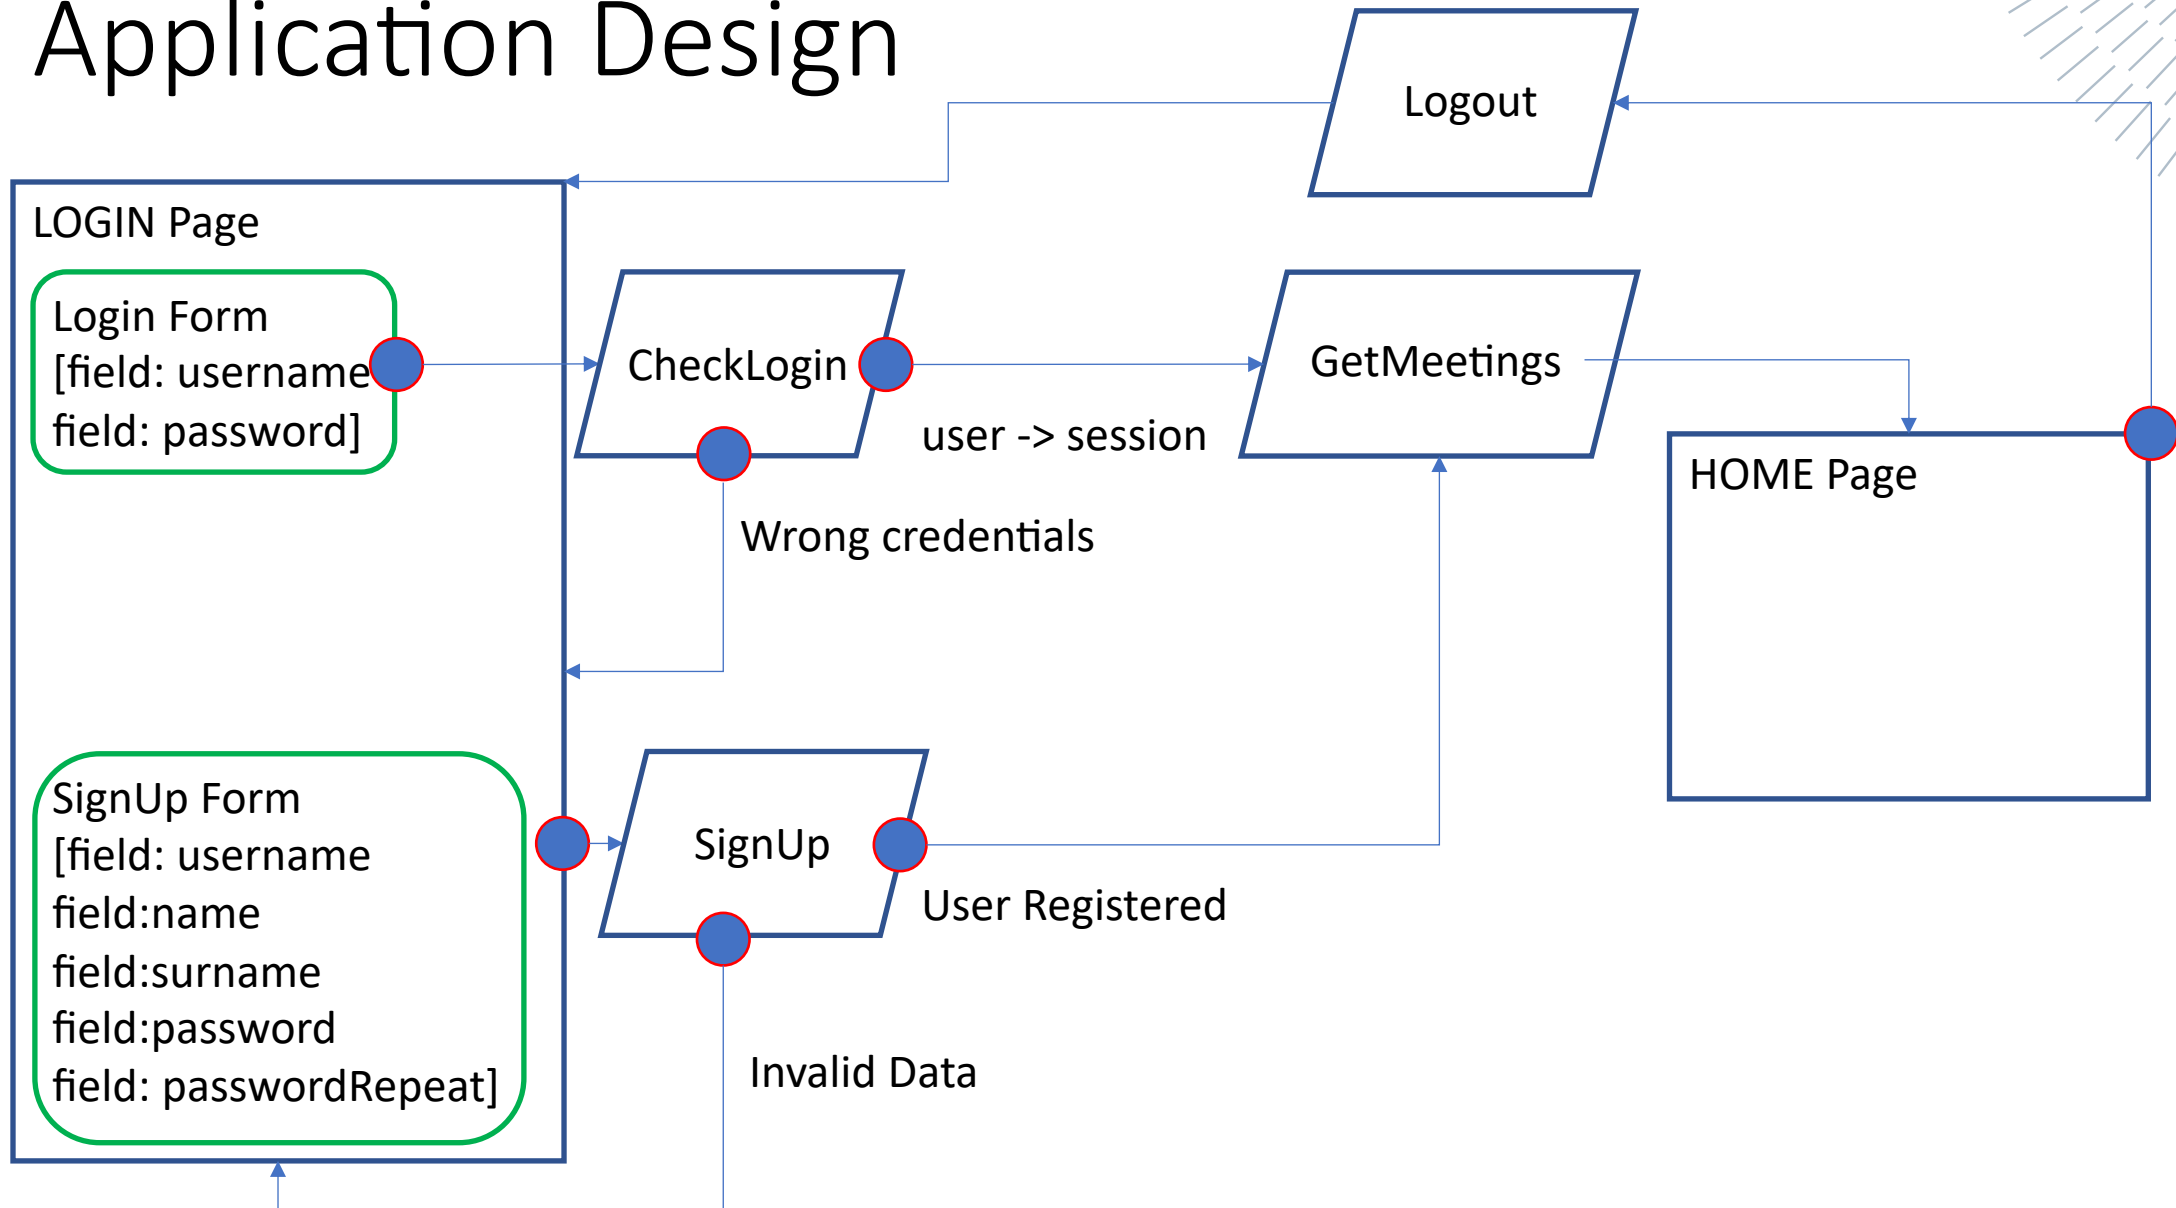 Application Design
Logout
LOGIN Page
Login Form
[field: username
field: password]
CheckLogin
GetMeetings
user -> session
HOME Page
Wrong credentials
SignUp Form
[field: username
field:name
field:surname
field:password
field: passwordRepeat]
SignUp
User Registered
Invalid Data